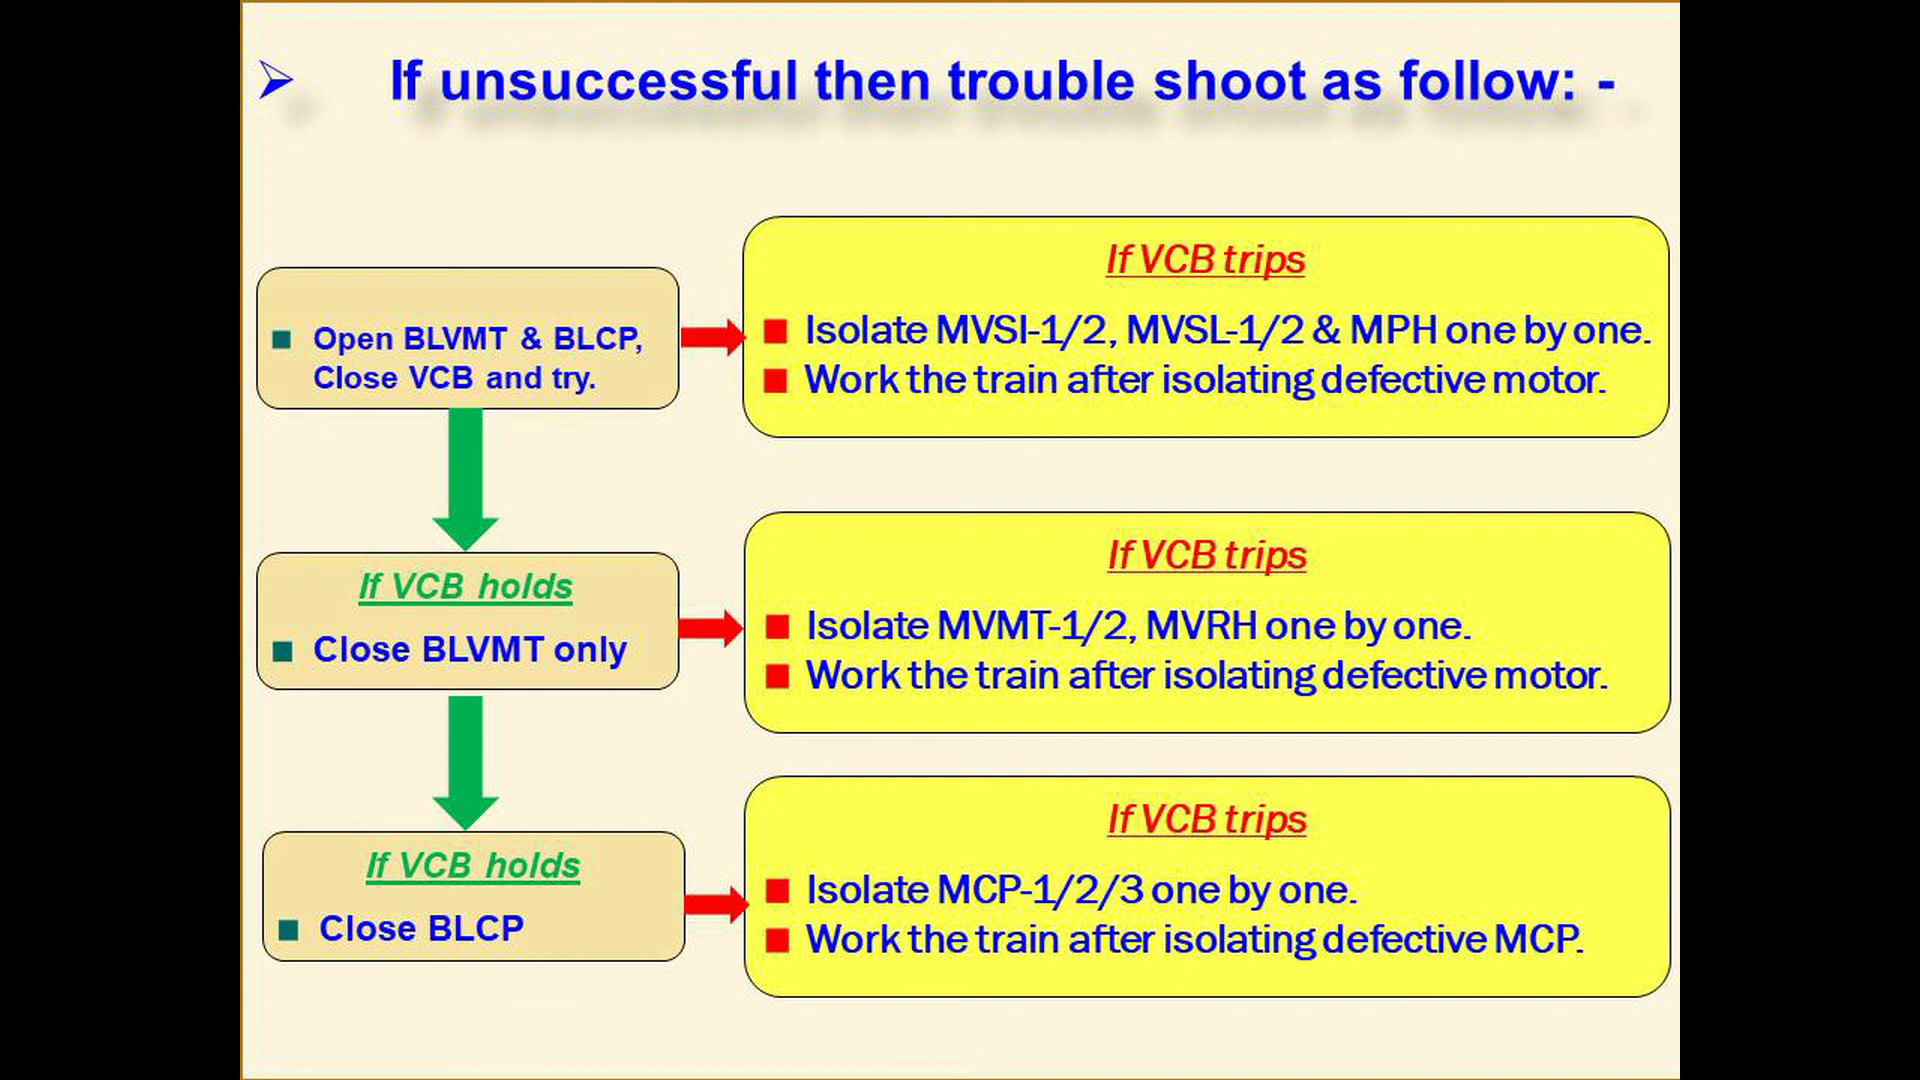 If unsuccessful then trouble shoot as follow: -
Open BLVMT & BLCP,
Close VCB and try.
If VCB trips
Isolate MVSI-1/2, MVSL-1/2 & MPH one by one.
Work the train after isolating defective motor.
If VCB holds
Close BLVMT only
If VCB trips
Isolate MVMT-1/2, MVRH one by one.
Work the train after isolating defective motor.
If VCB holds
Close BLCP
If VCB trips
Isolate MCP-1/2/3 one by one.
Work the train after isolating defective MCP.